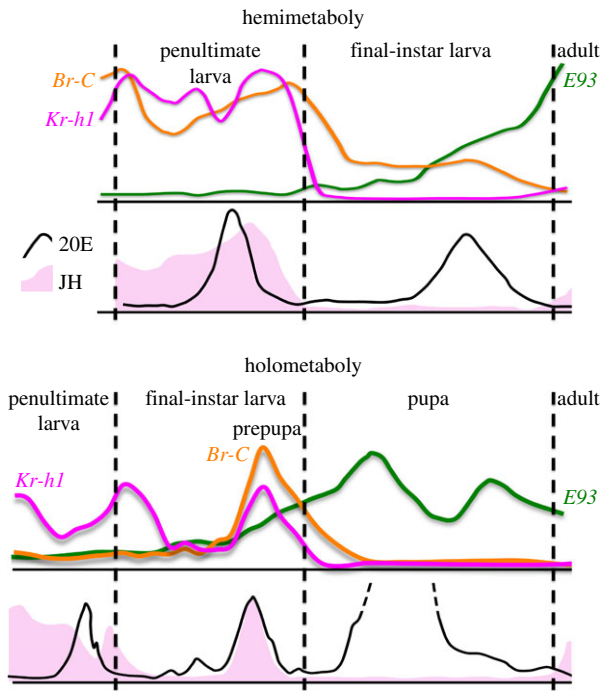 hemimetaboly
penultimate
larva
final-instar larva
adult
Br-C
E93
Kr-h1
20E
JH
holometaboly
penultimate
larva
final-instar larva
pupa
adult
prepupa
Br-C
Kr-h1
E93